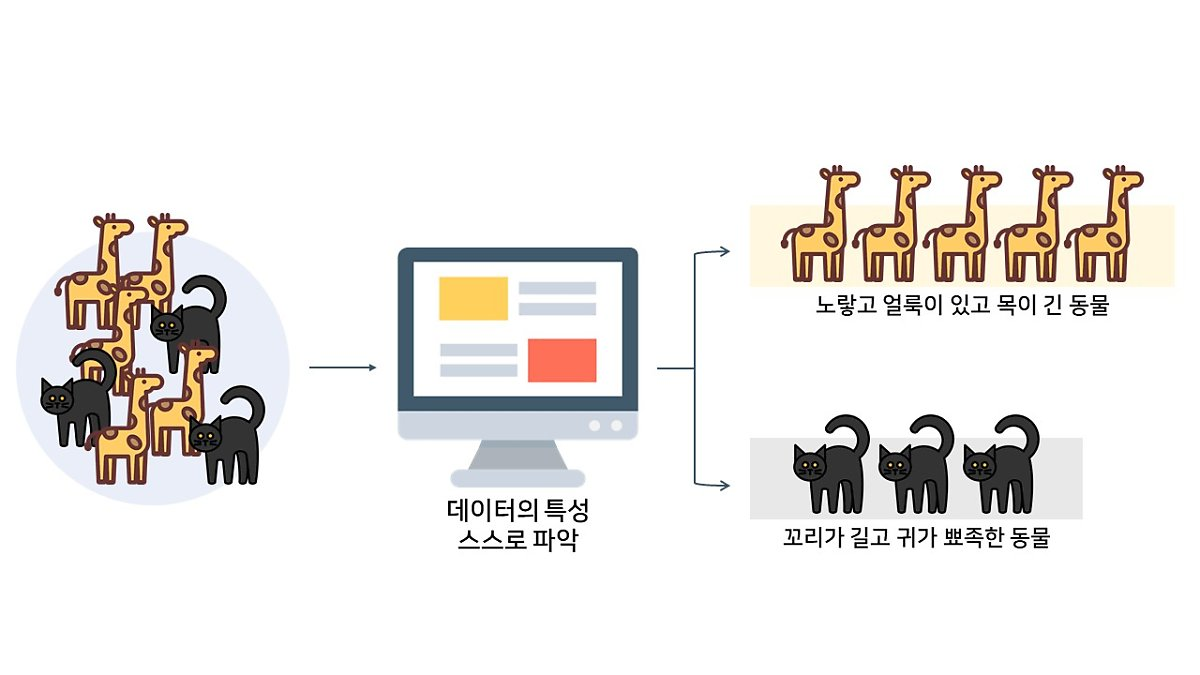 노랗고 얼룩이 있고 목이 긴 동물
데이터의 특성
스스로 파악
꼬리가 길고 귀가 뾰족한 동물